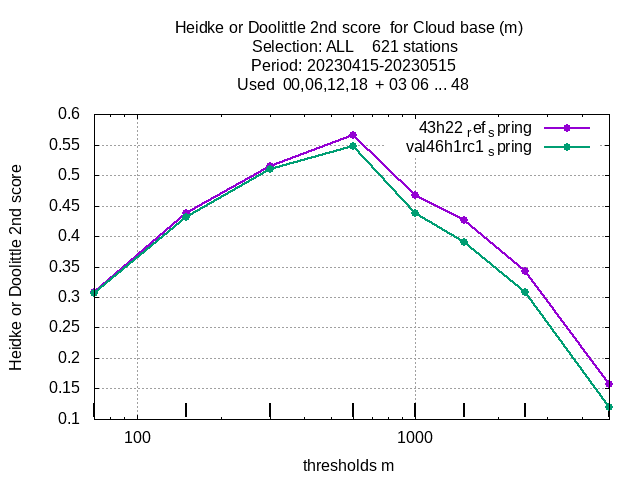 Heidke or Doolittle 2nd score  for Cloud base (m)
Selection: ALL    621 stations
Period: 20230415-20230515
Used  00,06,12,18  + 03 06 ... 48
43h22 ref spring
val46h1rc1 spring
Heidke or Doolittle 2nd score
0.6
0.55
0.5
0.45
0.4
0.35
0.3
0.25
0.2
0.15
0.1
100 1000
thresholds m